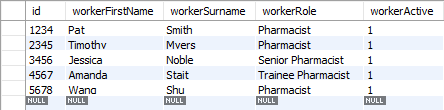 id workerFirstName workerSurname workerRole workerActive
1234 Pat Smith Pharmacist 1
2345 Timothy Myers Pharmacist 1
3456 Jessica Noble Senior Pharmacist 1
4567 Amanda Stait Trainee Pharmacist 1
5678 Wang Shu Pharmacist 1
NULL NULL NULL NULL NULL